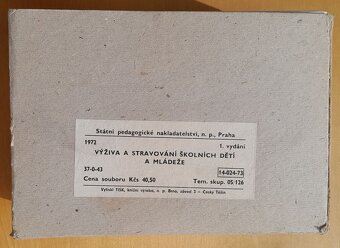 Státní pedagogické nakladatelství, n. p., Praha
1972
1. vydání
VÝŽIVA A STRAVOVÁNÍ ŠKOLNÍCH DĚTÍ
A MLÁDEŽE
37-0-43
14-024-73
Cena souboru Kčs 40,50
Tem. skup. 05/126
Vytiskl TISK, knižní výroba, n. p. Brno, závod 3 – Český Těšín